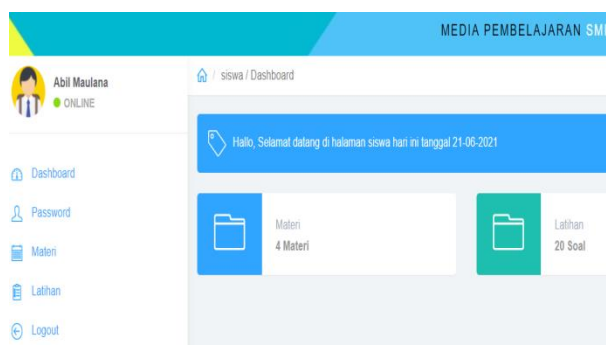 MEDIA PEMBELAJARAN
Abil Maulana
ONLINE
/ siswa / Dashboard
Hallo, Selamat datang di halaman siswa hari ini tanggal 21-06-2021
Dashboard
Password
Materi
Latihan
Logout
Materi
4 Materi
Latihan
20 Soal